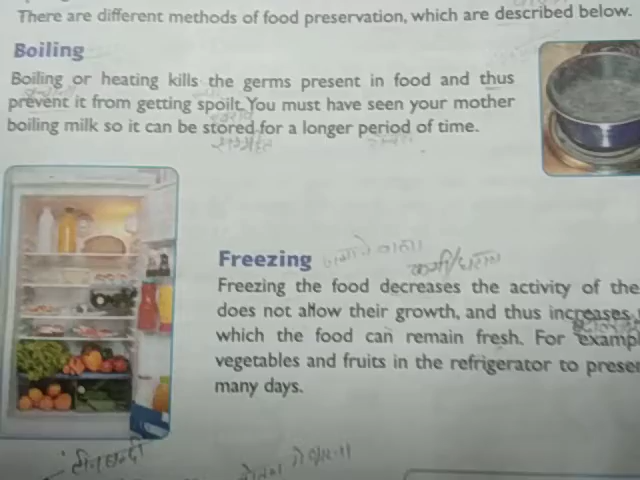 There are different methods of food preservation, which are described below.
Boiling
Boiling or heating kills the germs present in food and thus
prevent it from getting spoilt. You must have seen your mother
boiling milk so it can be stored for a longer period of time.
Freezing
Freezing the food decreases the activity of the
does not allow their growth, and thus increases
which the food can remain fresh. For
vegetables and fruits in the refrigerator to
many days.